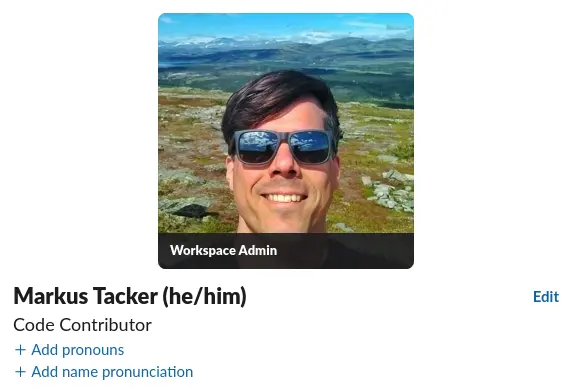 Workspace Admin
Markus Tacker (he/him)
Edit
Code Contributor
+ Add pronouns
+ Add name pronunciation